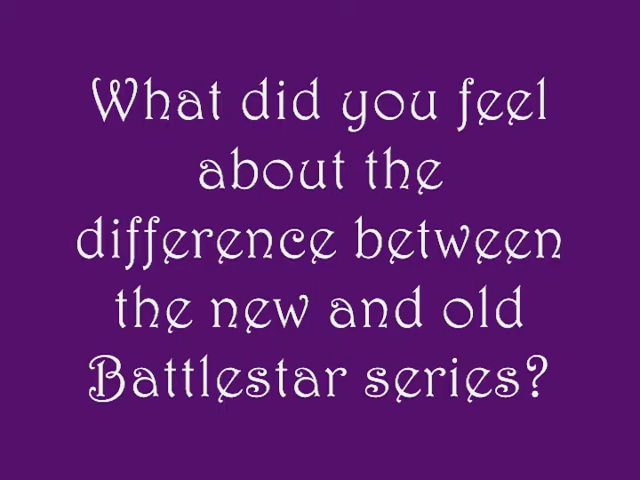 What did you feel
about the
difference between
the new and old
Battlestar series?